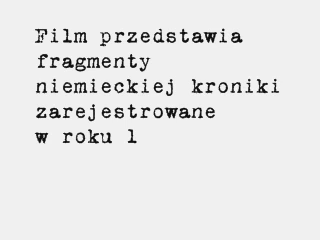 Film przedstawia
fragmenty
niemieckiej kroniki
zarejestrowane
w roku 1